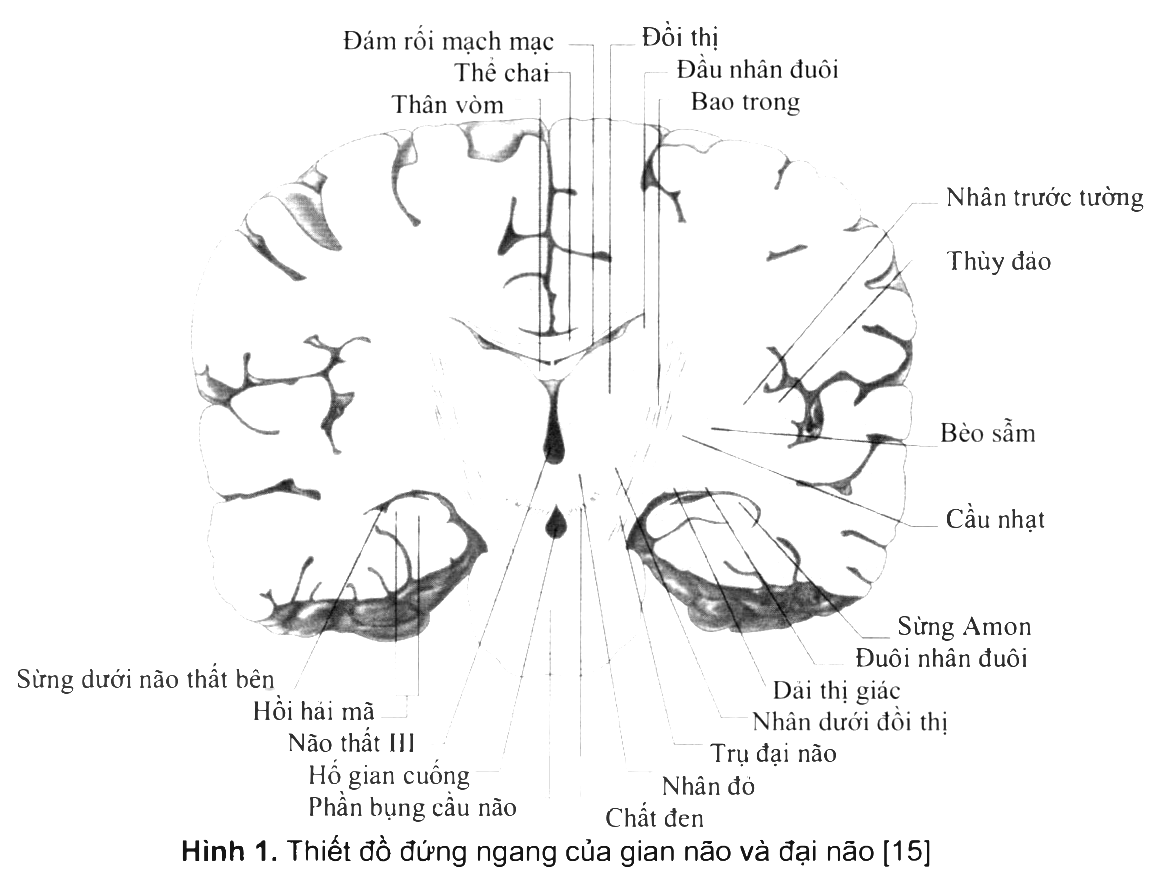 Đám rối mạch mạc
Đồi thị
Thể chai
Đầu nhân đuôi
Thân vòm
Bao trong
Nhân trước tường
Thùy đảo
Bèo sẫm
Cầu nhạt
Sừng Amon
Đuôi nhân đuôi
Sừng dưới não thất bên
Dải thị giác
Hồi hải mã
Nhân dưới đồi thị
Não thất III
Trụ đại não
Hố gian cuống
Nhân đỏ
Phần bụng cầu não
Chất đen
Hình 1. Thiết đồ đứng ngang của gian não và đại não [15]